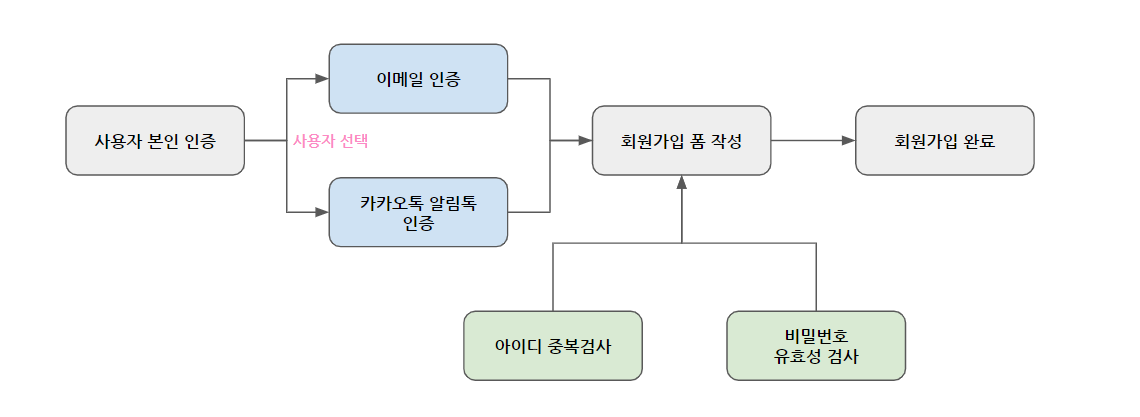 이메일 인증
사용자 본인 인증
사용자 선택
카카오톡 알림톡
인증
회원가입 폼 작성
회원가입 완료
아이디 중복검사
비밀번호
유효성 검사